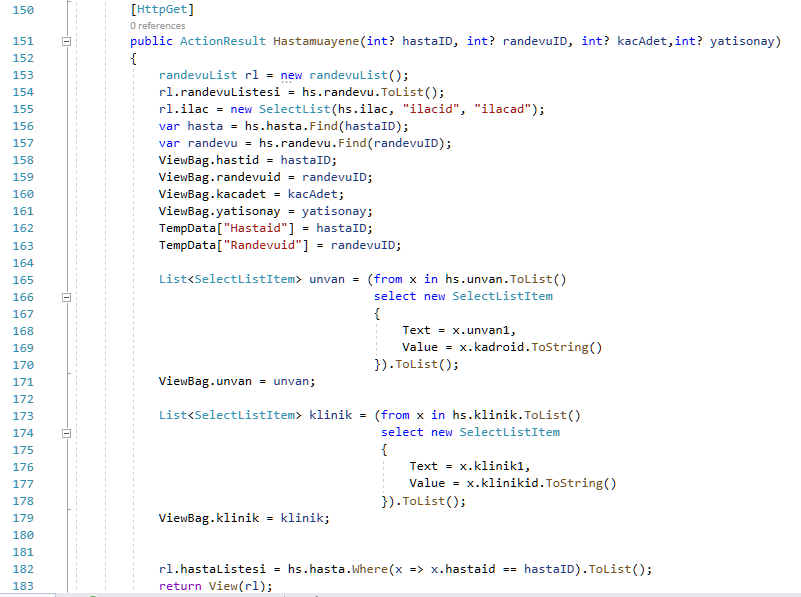 150 [HttpGet]
0 references
151 public ActionResult Hastamuayene(int? hastaID, int? randevuID, int? kacAdet,int? yatisonay)
152 {
153 randevuList rl = new randevuList();
154 rl.randevuListesi = hs.randevu.ToList();
155 rl.ilac = new SelectList(hs.ilac, "ilacid", "ilacad");
156 var hasta = hs.hasta.Find(hastaID);
157 var randevu = hs.randevu.Find(randevuID);
158 ViewBag.hastid = hastaID;
159 ViewBag.randevuid = randevuID;
160 ViewBag.kacadet = kacAdet;
161 ViewBag.yatisonay = yatisonay;
162 TempData["Hastaid"] = hastaID;
163 TempData["Randevuid"] = randevuID;
164
165 List<SelectListItem> unvan = (from x in hs.unvan.ToList()
166 select new SelectListItem
167 {
168 Text = x.unvan1,
169 Value = x.kadroid.ToString()
170 }).ToList();
171 ViewBag.unvan = unvan;
172
173 List<SelectListItem> klinik = (from x in hs.klinik.ToList()
174 select new SelectListItem
175 {
176 Text = x.klinik1,
177 Value = x.klinikid.ToString()
178 }).ToList();
179 ViewBag.klinik = klinik;
180
181
182 rl.hastaListesi = hs.hasta.Where(x => x.hastaid == hastaID).ToList();
183 return View(rl);